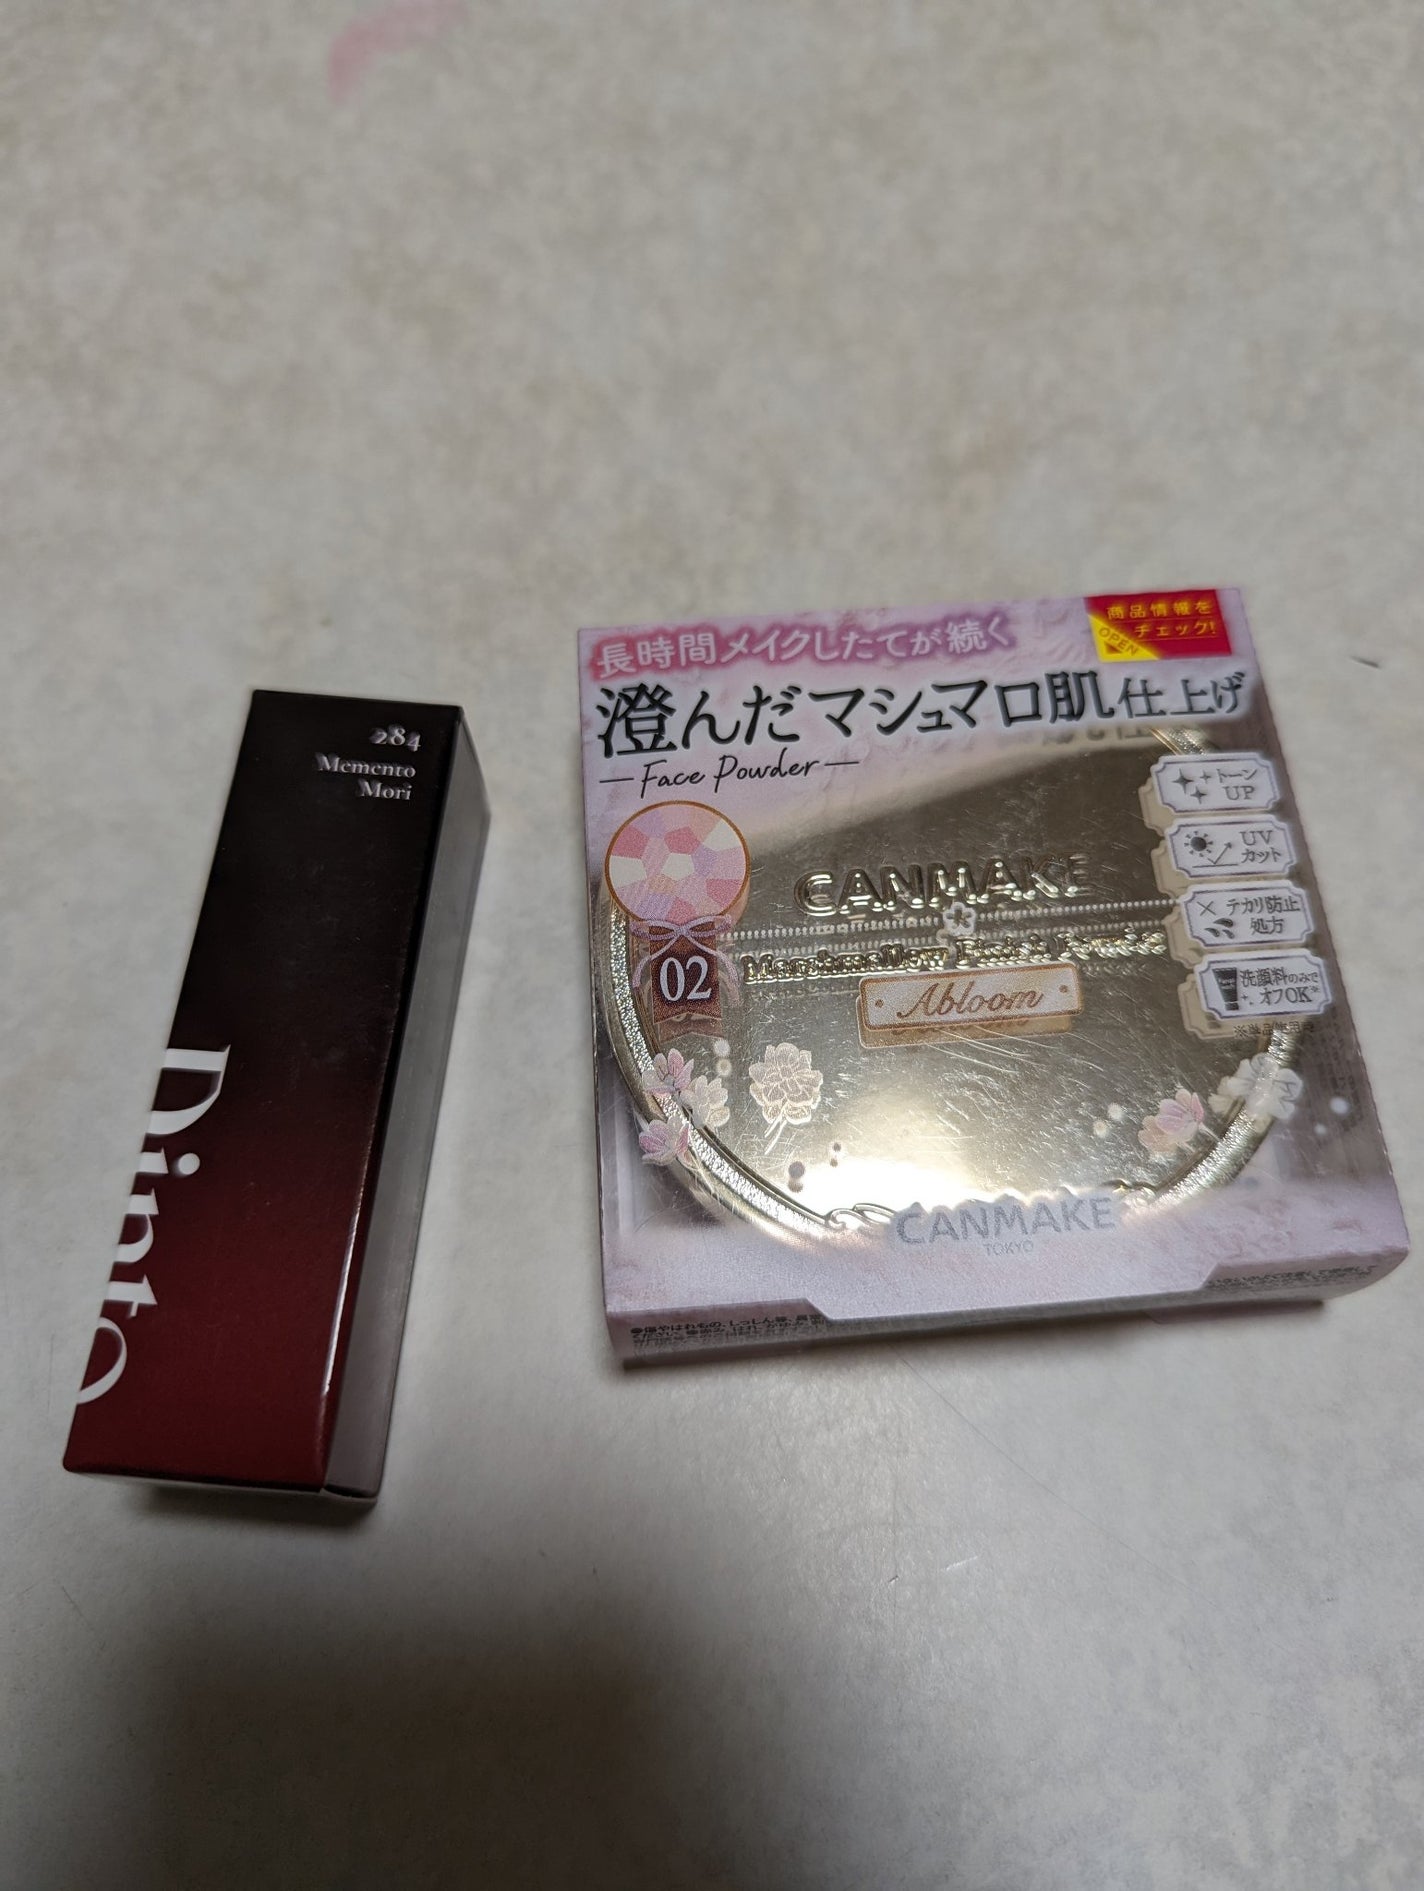 284
Memento
Mori
Dinto
長時間メイクしたてが続く
商品情報を
チェック!
OPEN
澄んだマシュマロ肌仕上げ
Face Powder
トーン
UP
UV
カット
テカリ防止
処方
洗顔料のみで
オフOK※
CANMAKE
Marshmallow Finish Powder
Abloom
02
CANMAKE
TOKYO